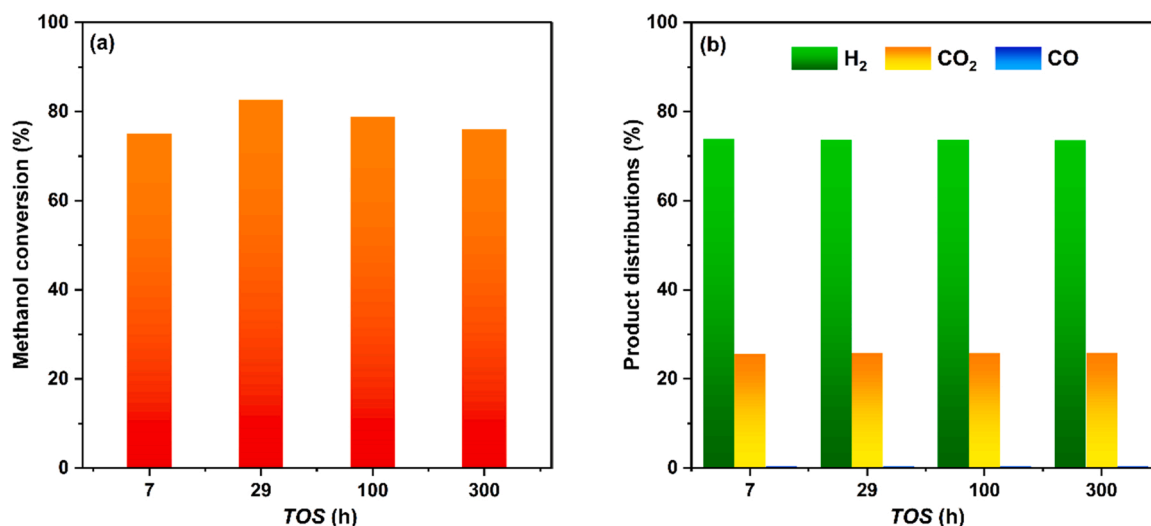 (a)
Methanol conversion (%)
100
80
60
40
20
0
7 29 100 300
TOS (h)
(b)
H₂ CO₂ CO
Product distributions (%)
100
80
60
40
20
0
7 29 100 300
TOS (h)